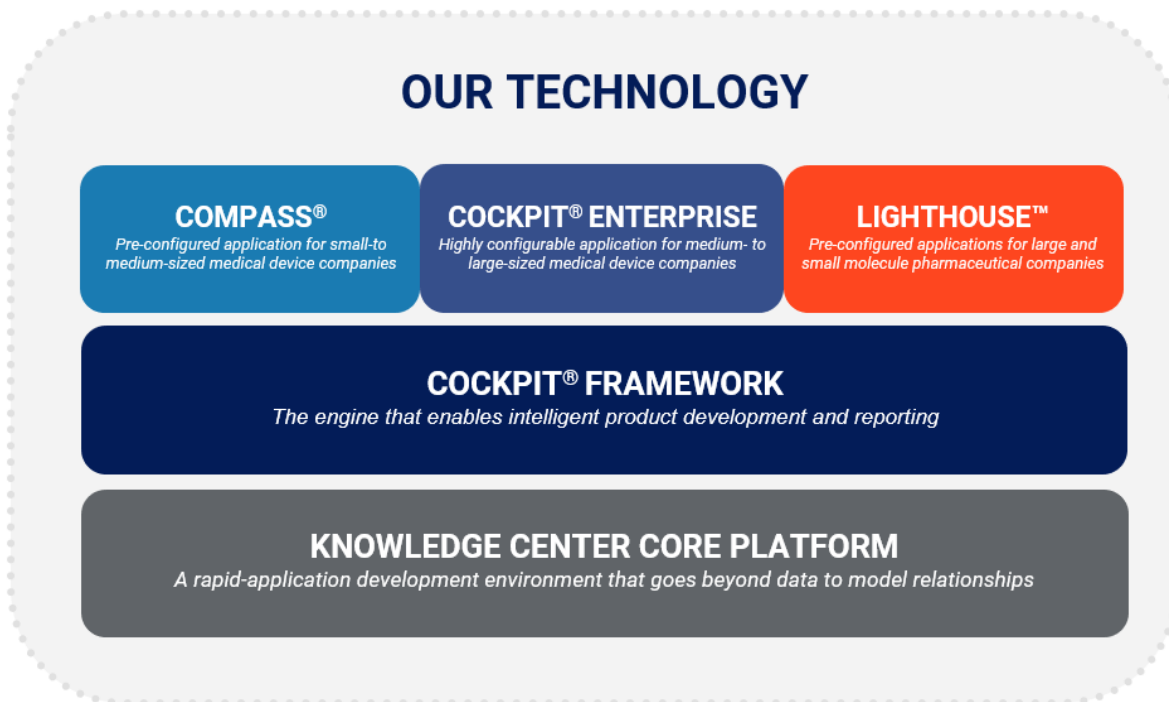 OUR TECHNOLOGY
COMPASS®
Pre-configured application for small-to
medium-sized medical device companies
COCKPIT® ENTERPRISE
Highly configurable application for medium- to
large-sized medical device companies
LIGHTHOUSE™
Pre-configured applications for large and
small molecule pharmaceutical companies
COCKPIT® FRAMEWORK
The engine that enables intelligent product development and reporting
KNOWLEDGE CENTER CORE PLATFORM
A rapid-application development environment that goes beyond data to model relationships